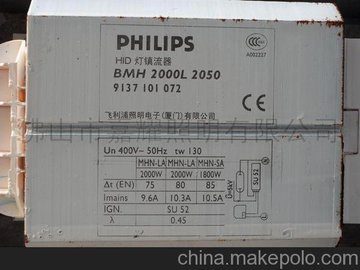 PHILIPS
HID 灯镇流器
BMH 2000L 2050
9137 101 072
A002237
飞利浦照明电子(厦门)有限公司
Un 400V~ 50Hz tw 130
MHN-LA MHN-LA MHN-SA
2000W 2000W 1800W
Δt (EN) 75 80 85
Imains 9.6A 10.3A 10.5A
IGN. SU 52
λ 0.45
Û=5kV
SU 52
china.makepolo.com